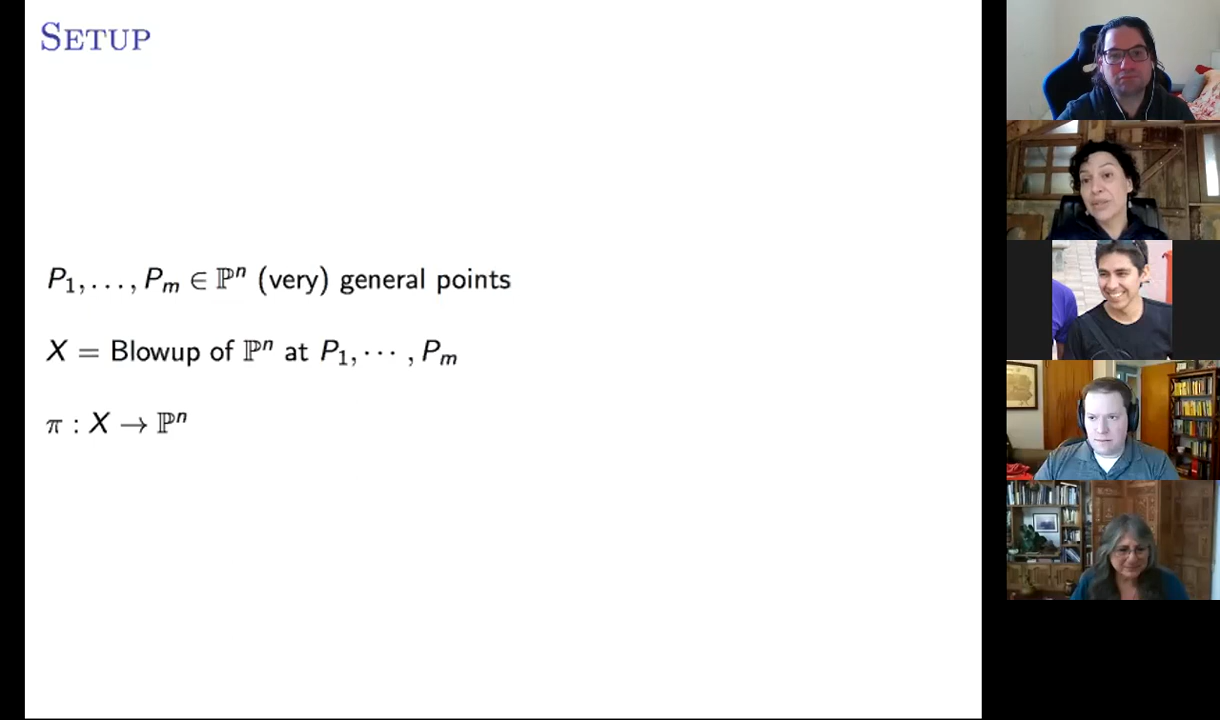 SETUP
P₁, . . . , Pₘ ∈ ℙⁿ (very) general points
X = Blowup of ℙⁿ at P₁, ⋯ , Pₘ
π : X → ℙⁿ